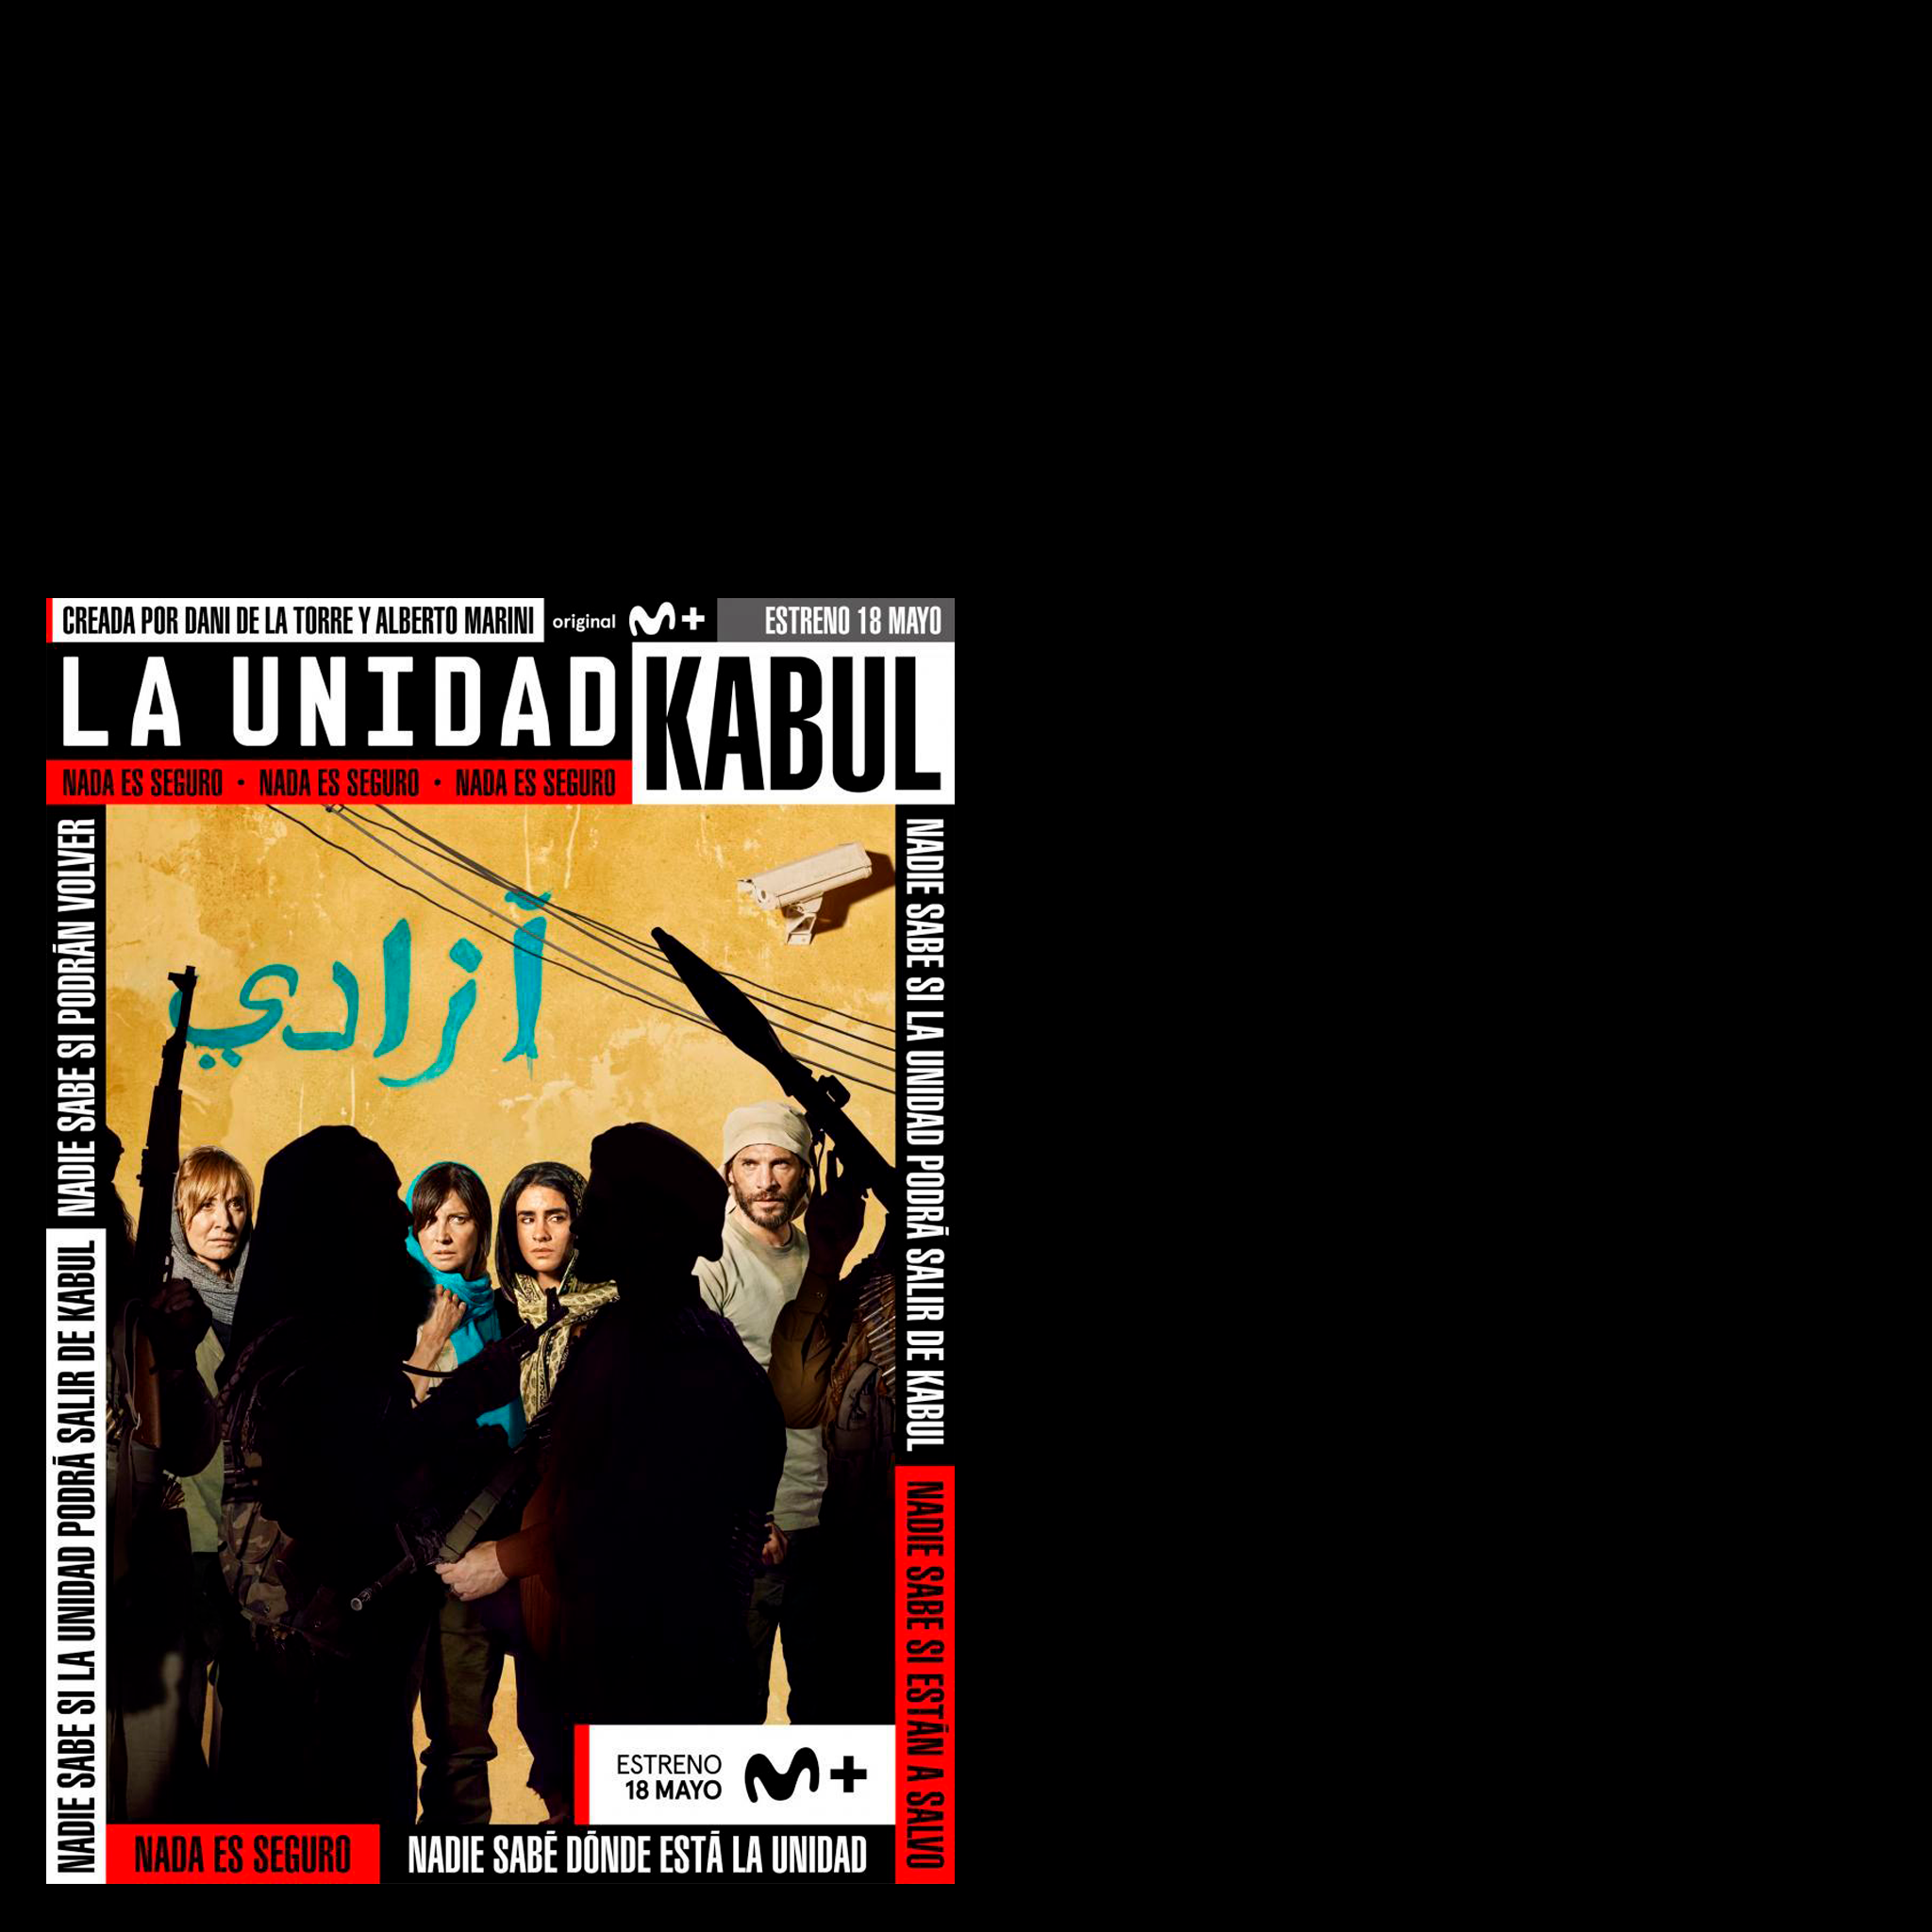 CREADA POR DANI DE LA TORRE Y ALBERTO MARINI
original M+
ESTRENO 18 MAYO
LA UNIDAD
KABUL
NADA ES SEGURO • NADA ES SEGURO • NADA ES SEGURO
NADIE SABE SI PODRÁN VOLVER
NADIE SABE SI LA UNIDAD PODRÁ SALIR DE KABUL
أزادي
NADIE SABE SI LA UNIDAD PODRÁ SALIR DE KABUL
NADIE SABE SI ESTÁN A SALVO
ESTRENO
18 MAYO
M+
NADA ES SEGURO
NADIE SABÉ DÓNDE ESTÁ LA UNIDAD